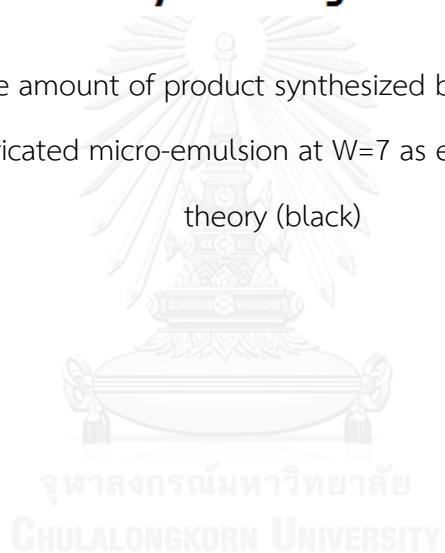 e amount of product synthesized b
ricated micro-emulsion at W=7 as e
theory (black)
จุฬาลงกรณ์มหาวิทยาลัย
CHULALONGKORN UNIVERSITY